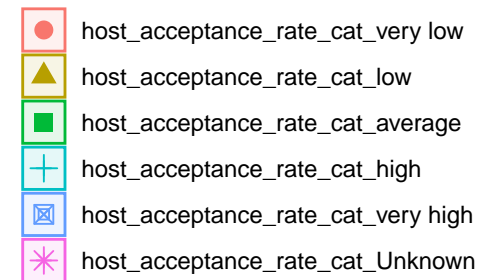 host_acceptance_rate_cat_very low
host_acceptance_rate_cat_low
host_acceptance_rate_cat_average
host_acceptance_rate_cat_high
host_acceptance_rate_cat_very high
host_acceptance_rate_cat_Unknown